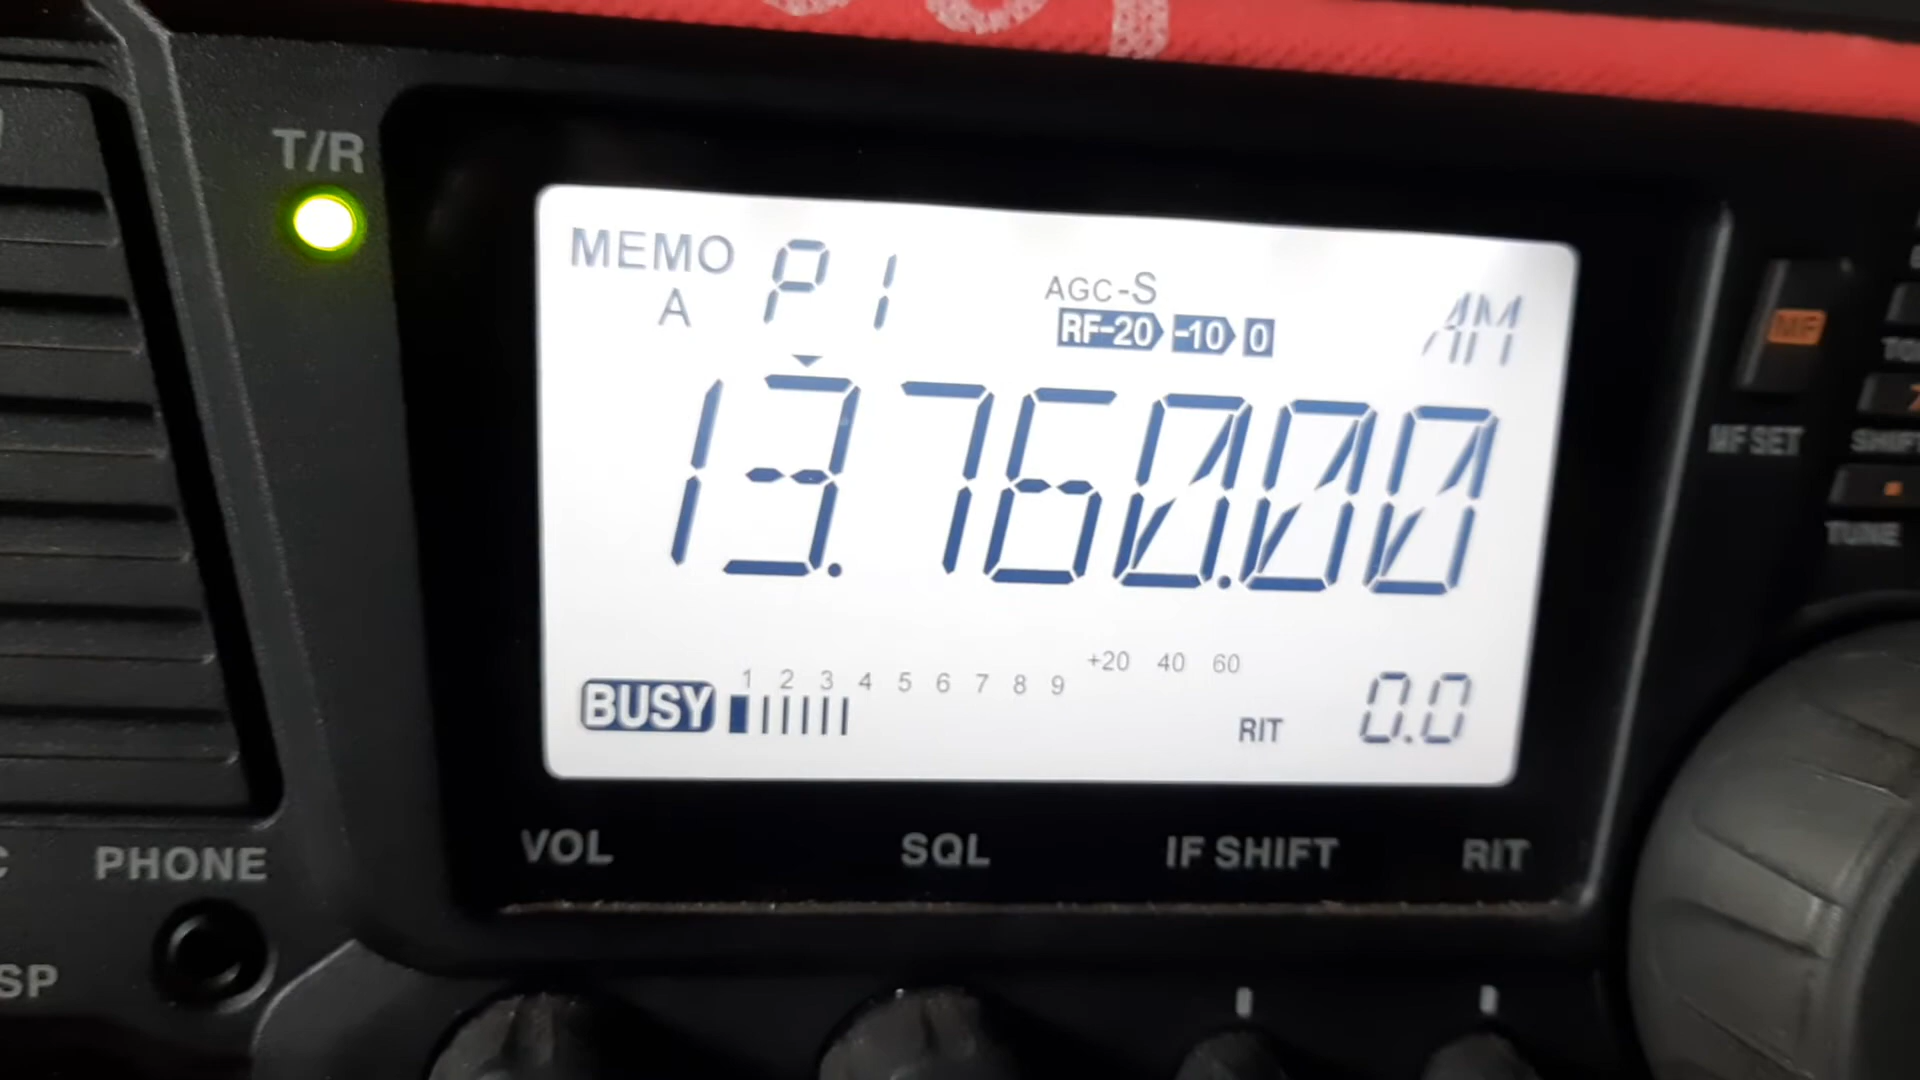 T/R
MEMO P1
A
AGC-S
RF-20 -10 0
AM
13.760.000
MF
MF SET
TUNE
1 2 3 4 5 6 7 8 9 +20 40 60
BUSY
RIT 0.0
VOL SQL IF SHIFT RIT
PHONE
SP